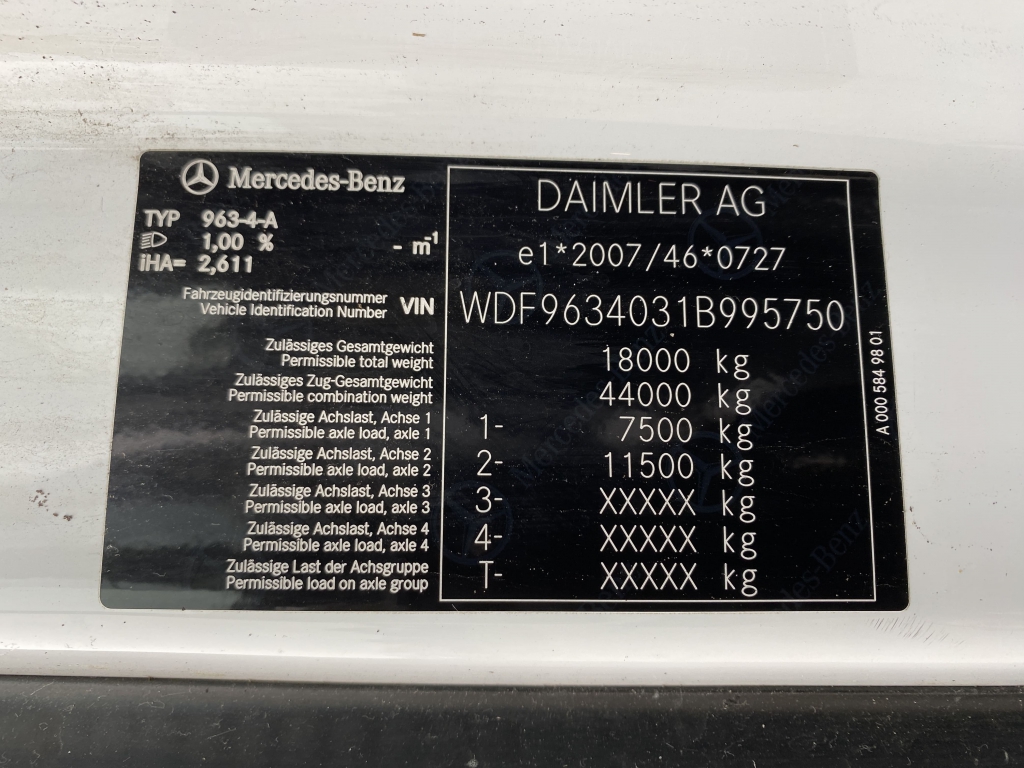 Mercedes-Benz
TYP 963-4-A
1,00 % - m-1
iHA= 2,611
DAIMLER AG
e1*2007/46*0727
Fahrzeugidentifizierungsnummer
Vehicle Identification Number VIN WDF9634031B995750
Zulässiges Gesamtgewicht
Permissible total weight 18000 kg
Zulässiges Zug-Gesamtgewicht
Permissible combination weight 44000 kg
Zulässige Achslast, Achse 1
Permissible axle load, axle 1 1- 7500 kg
Zulässige Achslast, Achse 2
Permissible axle load, axle 2 2- 11500 kg
Zulässige Achslast, Achse 3
Permissible axle load, axle 3 3- XXXXX kg
Zulässige Achslast, Achse 4
Permissible axle load, axle 4 4- XXXXX kg
Zulässige Last der Achsgruppe
Permissible load on axle group T- XXXXX kg
A 000 584 98 01